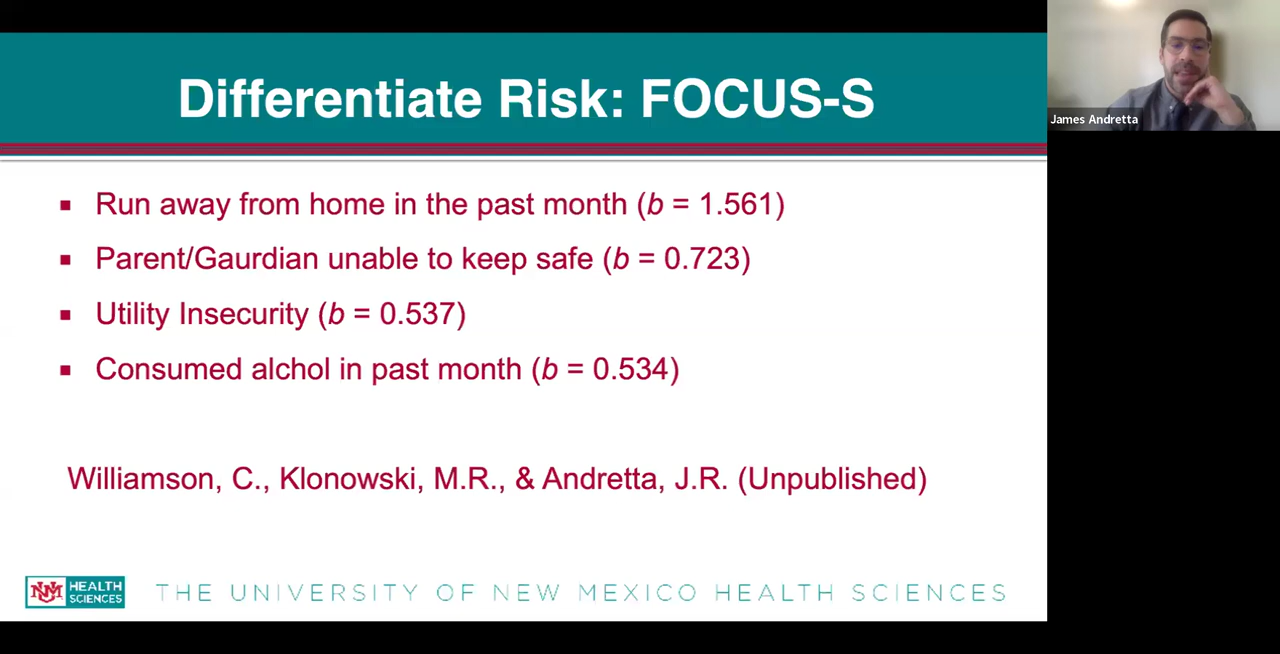 Differentiate Risk: FOCUS-S
James Andretta
▪ Run away from home in the past month (b = 1.561)
▪ Parent/Gaurdian unable to keep safe (b = 0.723)
▪ Utility Insecurity (b = 0.537)
▪ Consumed alchol in past month (b = 0.534)
Williamson, C., Klonowski, M.R., & Andretta, J.R. (Unpublished)
UNM HEALTH
SCIENCES
THE UNIVERSITY OF NEW MEXICO HEALTH SCIENCES